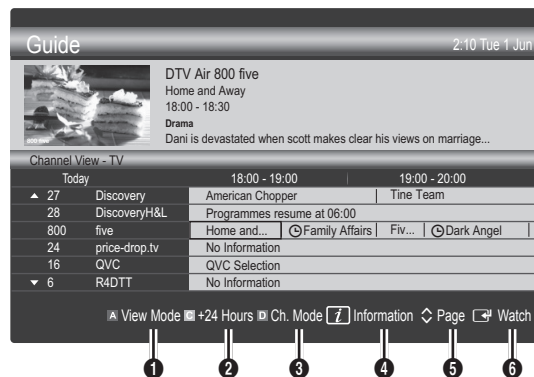 Guide 2:10 Tue 1 Jun
DTV Air 800 five
Home and Away
18:00 - 18:30
Drama
Dani is devastated when scott makes clear his views on marriage...
800 five
Channel View - TV
Today 18:00 - 19:00 19:00 - 20:00
▲ 27 Discovery American Chopper Tine Team
28 DiscoveryH&L Programmes resume at 06:00
800 five Home and... Family Affairs Fiv... Dark Angel
24 price-drop.tv No Information
16 QVC QVC Selection
▼ 6 R4DTT No Information
A View Mode C +24 Hours D Ch. Mode i Information Page Watch
1 2 3 4 5 6